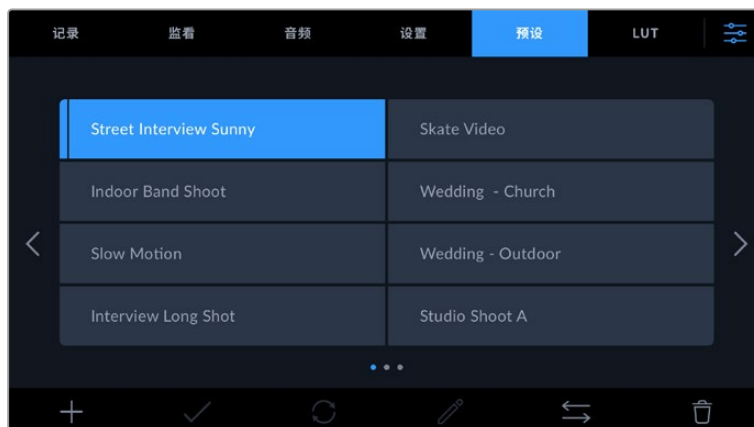 记录 监看 音频 设置 预设 LUT
Street Interview Sunny Skate Video
Indoor Band Shoot Wedding - Church
Slow Motion Wedding - Outdoor
Interview Long Shot Studio Shoot A